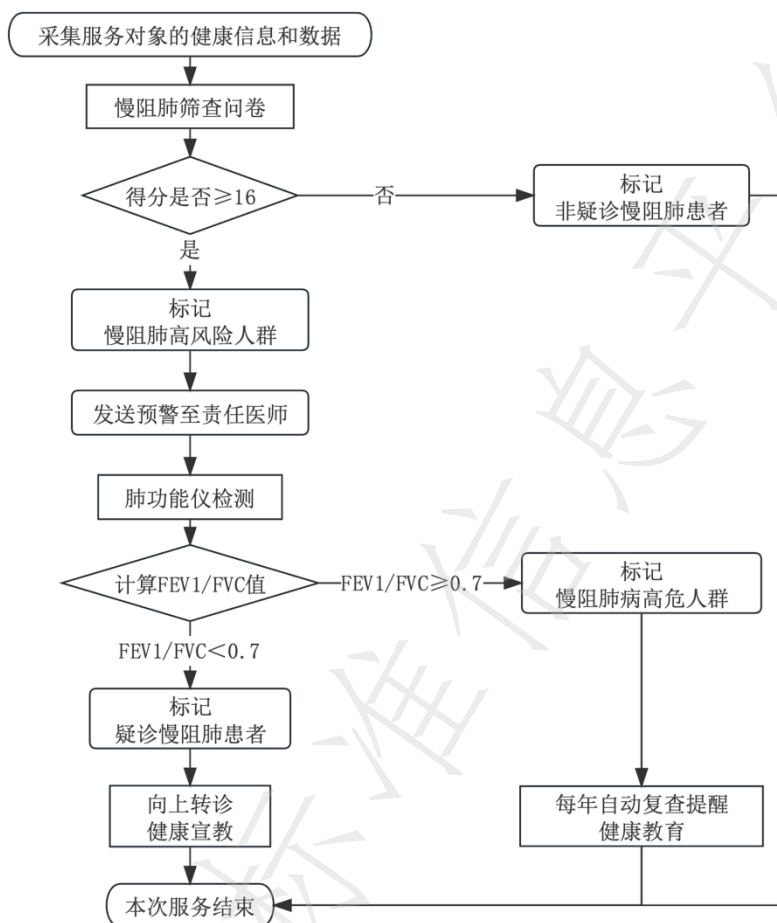 采集服务对象的健康信息和数据
慢阻肺筛查问卷
得分是否≥16
否
标记
非疑诊慢阻肺患者
是
标记
慢阻肺高风险人群
发送预警至责任医师
肺功能仪检测
计算FEV1/FVC值
FEV1/FVC≥0.7
标记
慢阻肺病高危人群
FEV1/FVC<0.7
标记
疑诊慢阻肺患者
向上转诊
健康宣教
每年自动复查提醒
健康教育
本次服务结束
标准信息平